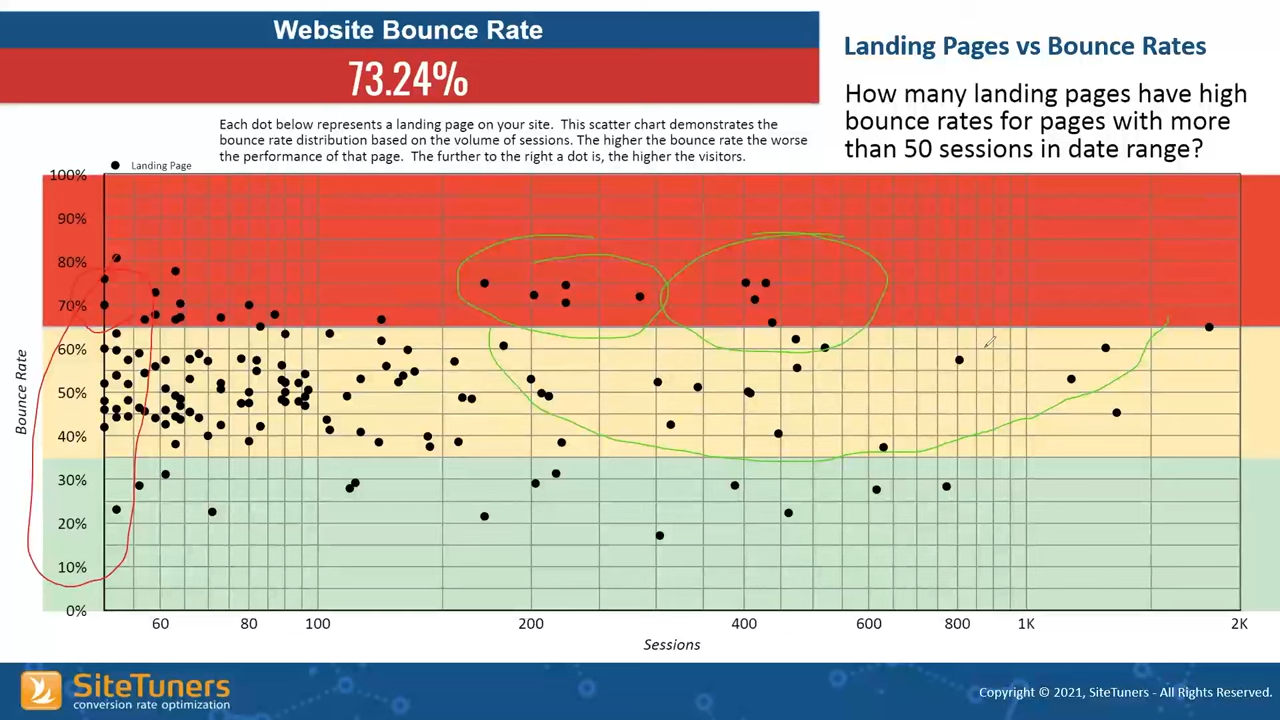 Website Bounce Rate
73.24%
Landing Pages vs Bounce Rates
How many landing pages have high
bounce rates for pages with more
than 50 sessions in date range?
Each dot below represents a landing page on your site. This scatter chart demonstrates the
bounce rate distribution based on the volume of sessions. The higher the bounce rate the worse
the performance of that page. The further to the right a dot is, the higher the visitors.
Landing Page
100%
90%
80%
70%
60%
50%
40%
30%
20%
10%
0%
Bounce Rate
60 80 100 200 400 600 800 1K 2K
Sessions
SiteTuners
conversion rate optimization
Copyright © 2021, SiteTuners - All Rights Reserved.